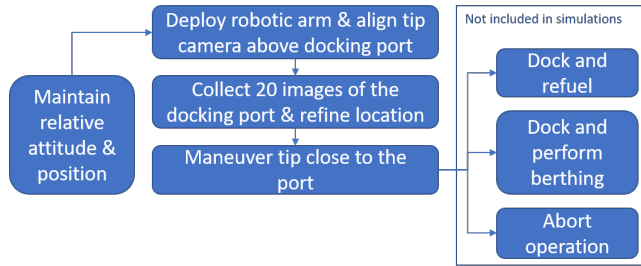 Maintain
relative
attitude &
position
Deploy robotic arm & align tip
camera above docking port
Collect 20 images of the
docking port & refine location
Maneuver tip close to the
port
Not included in simulations
Dock and
refuel
Dock and
perform
berthing
Abort
operation